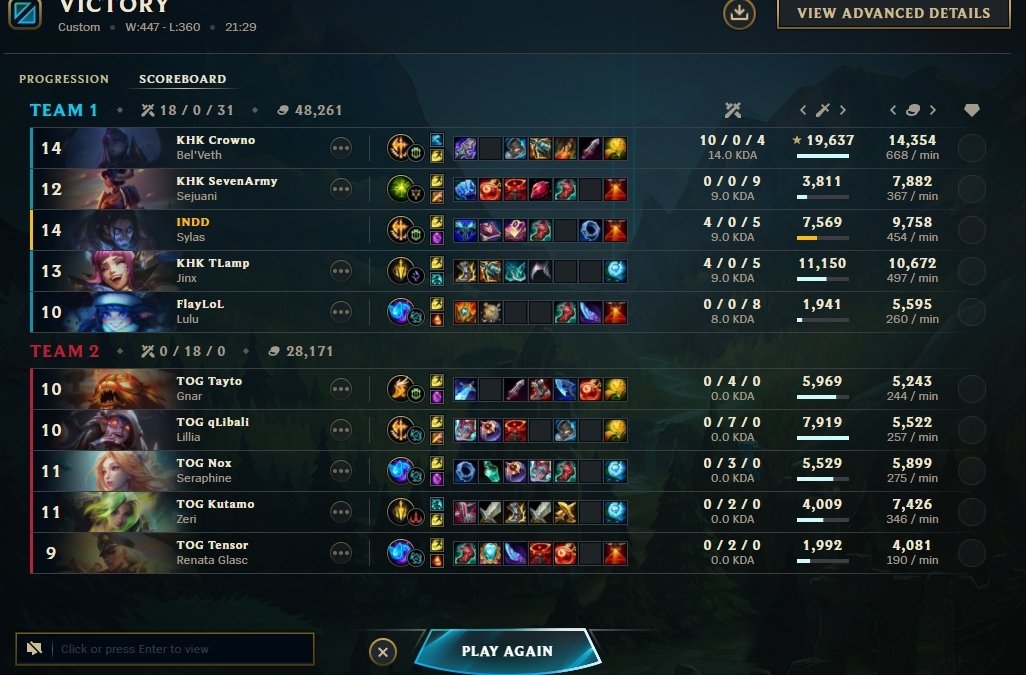 VICTORY
Custom • W:447 - L:360 • 21:29
VIEW ADVANCED DETAILS
PROGRESSION SCOREBOARD
TEAM 1 18 / 0 / 31 48,261
14 KHK Crowno 10 / 0 / 4 19,637 14,354
Bel'Veth 14.0 KDA 668 / min
12 KHK SevenArmy 0 / 0 / 9 3,811 7,882
Sejuani 9.0 KDA 367 / min
14 INDD 4 / 0 / 5 7,569 9,758
Sylas 9.0 KDA 454 / min
13 KHK TLamp 4 / 0 / 5 11,150 10,672
Jinx 9.0 KDA 497 / min
10 FlayLoL 0 / 0 / 8 1,941 5,595
Lulu 8.0 KDA 260 / min
TEAM 2 0 / 18 / 0 28,171
10 TOG Tayto 0 / 4 / 0 5,969 5,243
Gnar 0.0 KDA 244 / min
10 TOG qLibali 0 / 7 / 0 7,919 5,522
Lillia 0.0 KDA 257 / min
11 TOG Nox 0 / 3 / 0 5,529 5,899
Seraphine 0.0 KDA 275 / min
11 TOG Kutamo 0 / 2 / 0 4,009 7,426
Zeri 0.0 KDA 346 / min
9 TOG Tensor 0 / 2 / 0 1,992 4,081
Renata Glasc 0.0 KDA 190 / min
Click or press Enter to view
PLAY AGAIN